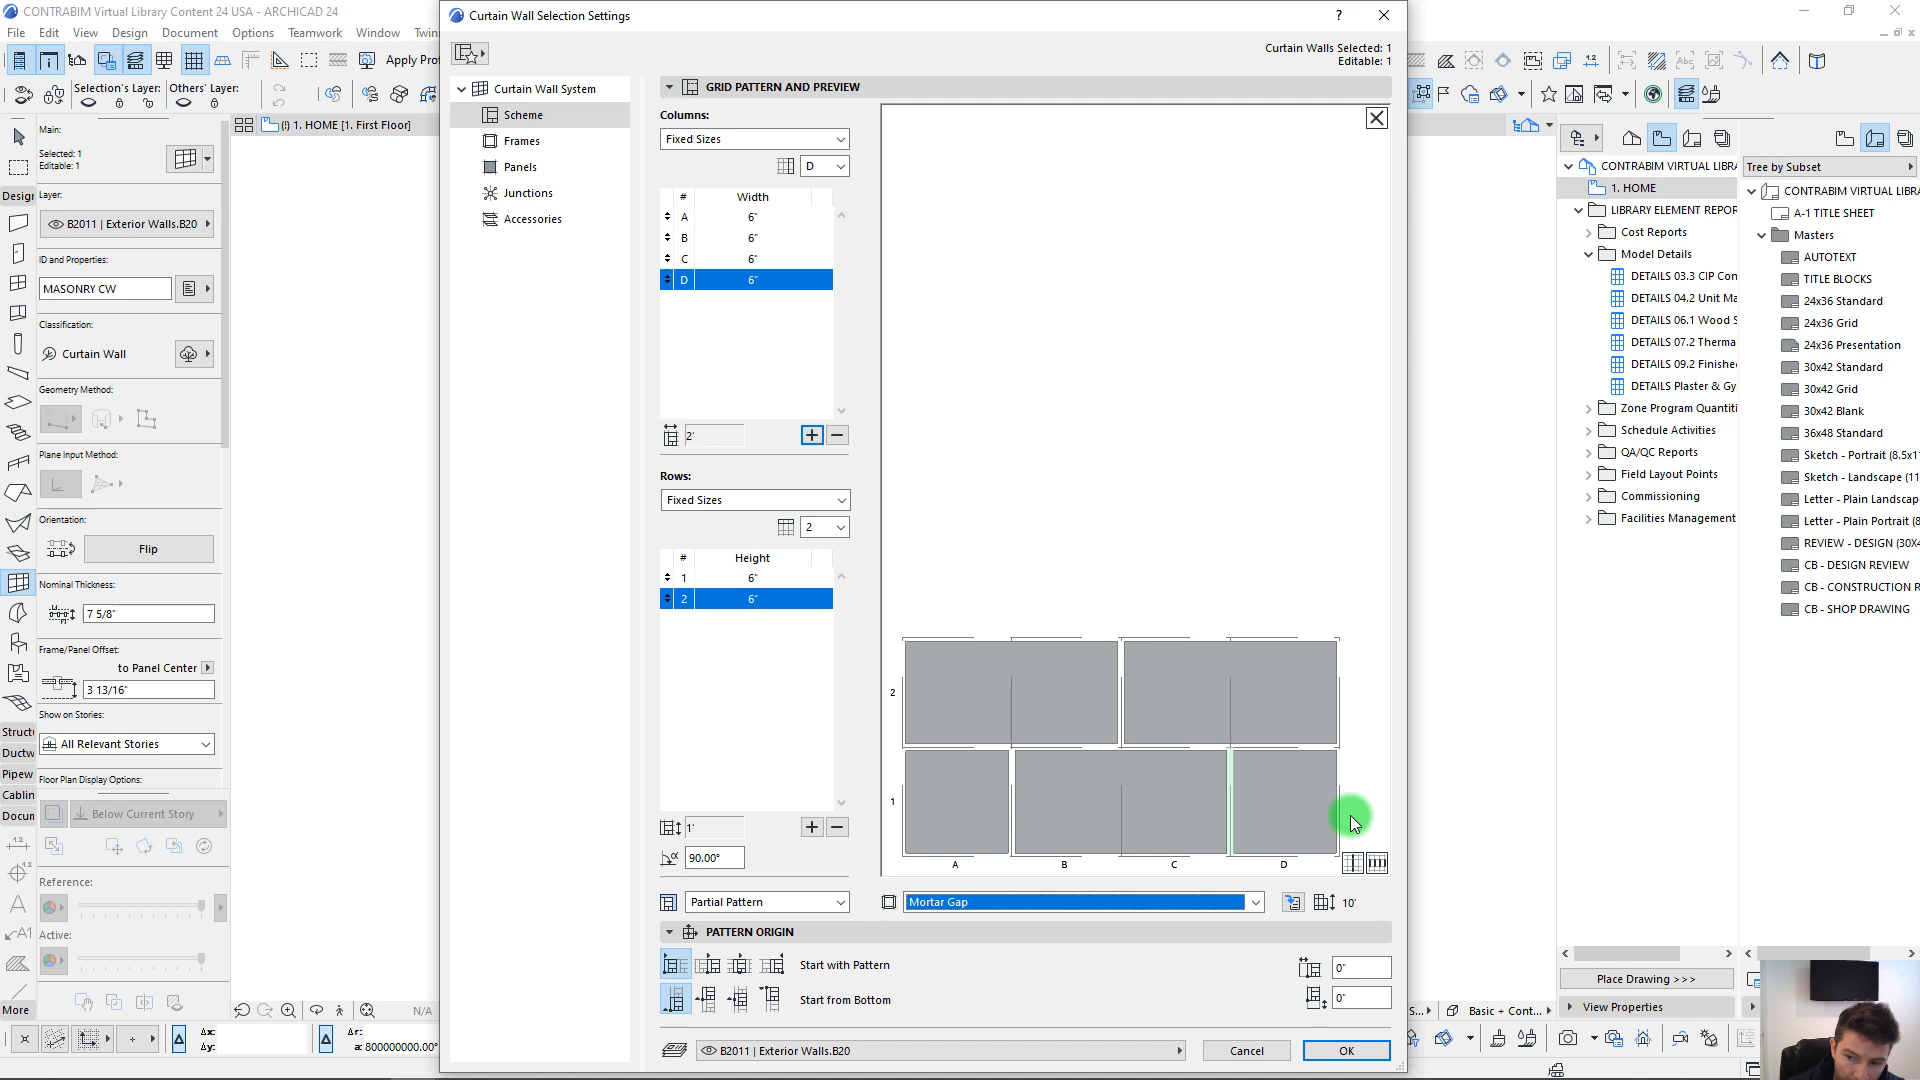 CONTRABIM Virtual Library Content 24 USA - ARCHICAD 24
File Edit View Design Document Options Teamwork Window
Selection's Layer:
Others' Layer:
(!) 1. HOME [1. First Floor]
Main:
Selected: 1
Editable: 1
Layer:
B2011 | Exterior Walls.B20
ID and Properties:
MASONRY CW
Classification:
Curtain Wall
Geometry Method:
Plane Input Method:
Orientation:
Flip
Nominal Thickness:
7 5/8"
Frame/Panel Offset:
to Panel Center
3 13/16"
Show on Stories:
All Relevant Stories
Floor Plan Display Options:
Below Current Story
Reference:
Active:
More
Δx:
Δy:
Δr:
a: 800000000.00°
N/A
Curtain Wall Selection Settings
Curtain Walls Selected: 1
Editable: 1
Curtain Wall System
Scheme
Frames
Panels
Junctions
Accessories
GRID PATTERN AND PREVIEW
Columns:
Fixed Sizes
D
# Width
A 6"
B 6"
C 6"
D 6"
2'
Rows:
Fixed Sizes
2
# Height
1 6"
2 6"
1'
90.00°
Partial Pattern
2
1
A B C D
Mortar Gap
10'
PATTERN ORIGIN
Start with Pattern
0"
Start from Bottom
0"
B2011 | Exterior Walls.B20
Cancel
OK
CONTRABIM VIRTUAL LIBRA
1. HOME
LIBRARY ELEMENT REPOR
Cost Reports
Model Details
DETAILS 03.3 CIP Con
DETAILS 04.2 Unit Ma
DETAILS 06.1 Wood S
DETAILS 07.2 Therma
DETAILS 09.2 Finishe
DETAILS Plaster & Gy
Zone Program Quantiti
Schedule Activities
QA/QC Reports
Field Layout Points
Commissioning
Facilities Management
Place Drawing >>>
View Properties
Basic + Cont...
Tree by Subset
CONTRABIM VIRTUAL LIBRA
A-1 TITLE SHEET
Masters
AUTOTEXT
TITLE BLOCKS
24x36 Standard
24x36 Grid
24x36 Presentation
30x42 Standard
30x42 Grid
30x42 Blank
36x48 Standard
Sketch - Portrait (8.5x1
Sketch - Landscape (11
Letter - Plain Landscap
Letter - Plain Portrait (8
REVIEW - DESIGN (30X4
CB - DESIGN REVIEW
CB - CONSTRUCTION R
CB - SHOP DRAWING